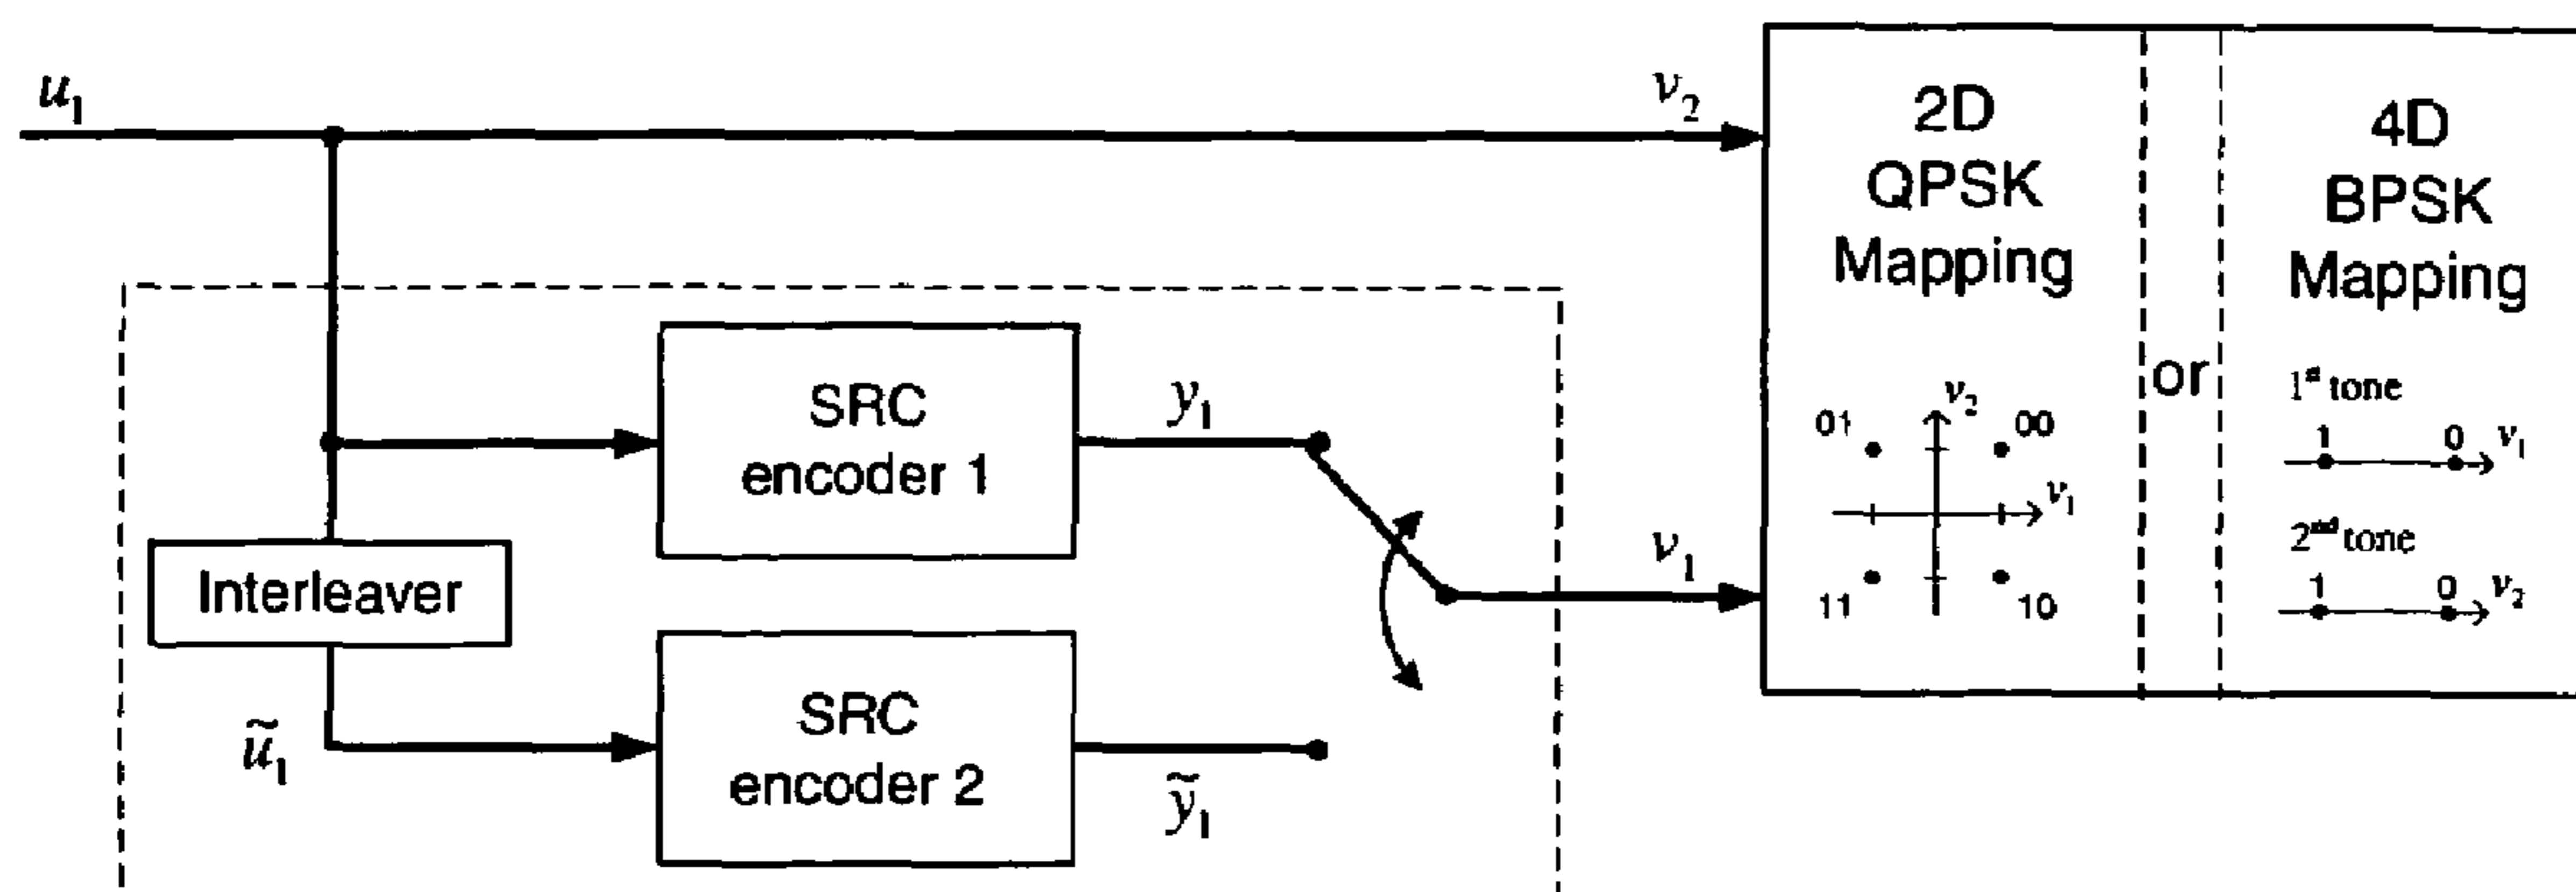 u₁
v₂
2D
QPSK
Mapping
or
4D
BPSK
Mapping
SRC
encoder 1
y₁
Interleaver
ũ₁
SRC
encoder 2
ỹ₁
v₁
v₂
01
00
v₁
11
10
1st tone
1 0 v₁
2nd tone
1 0 v₂